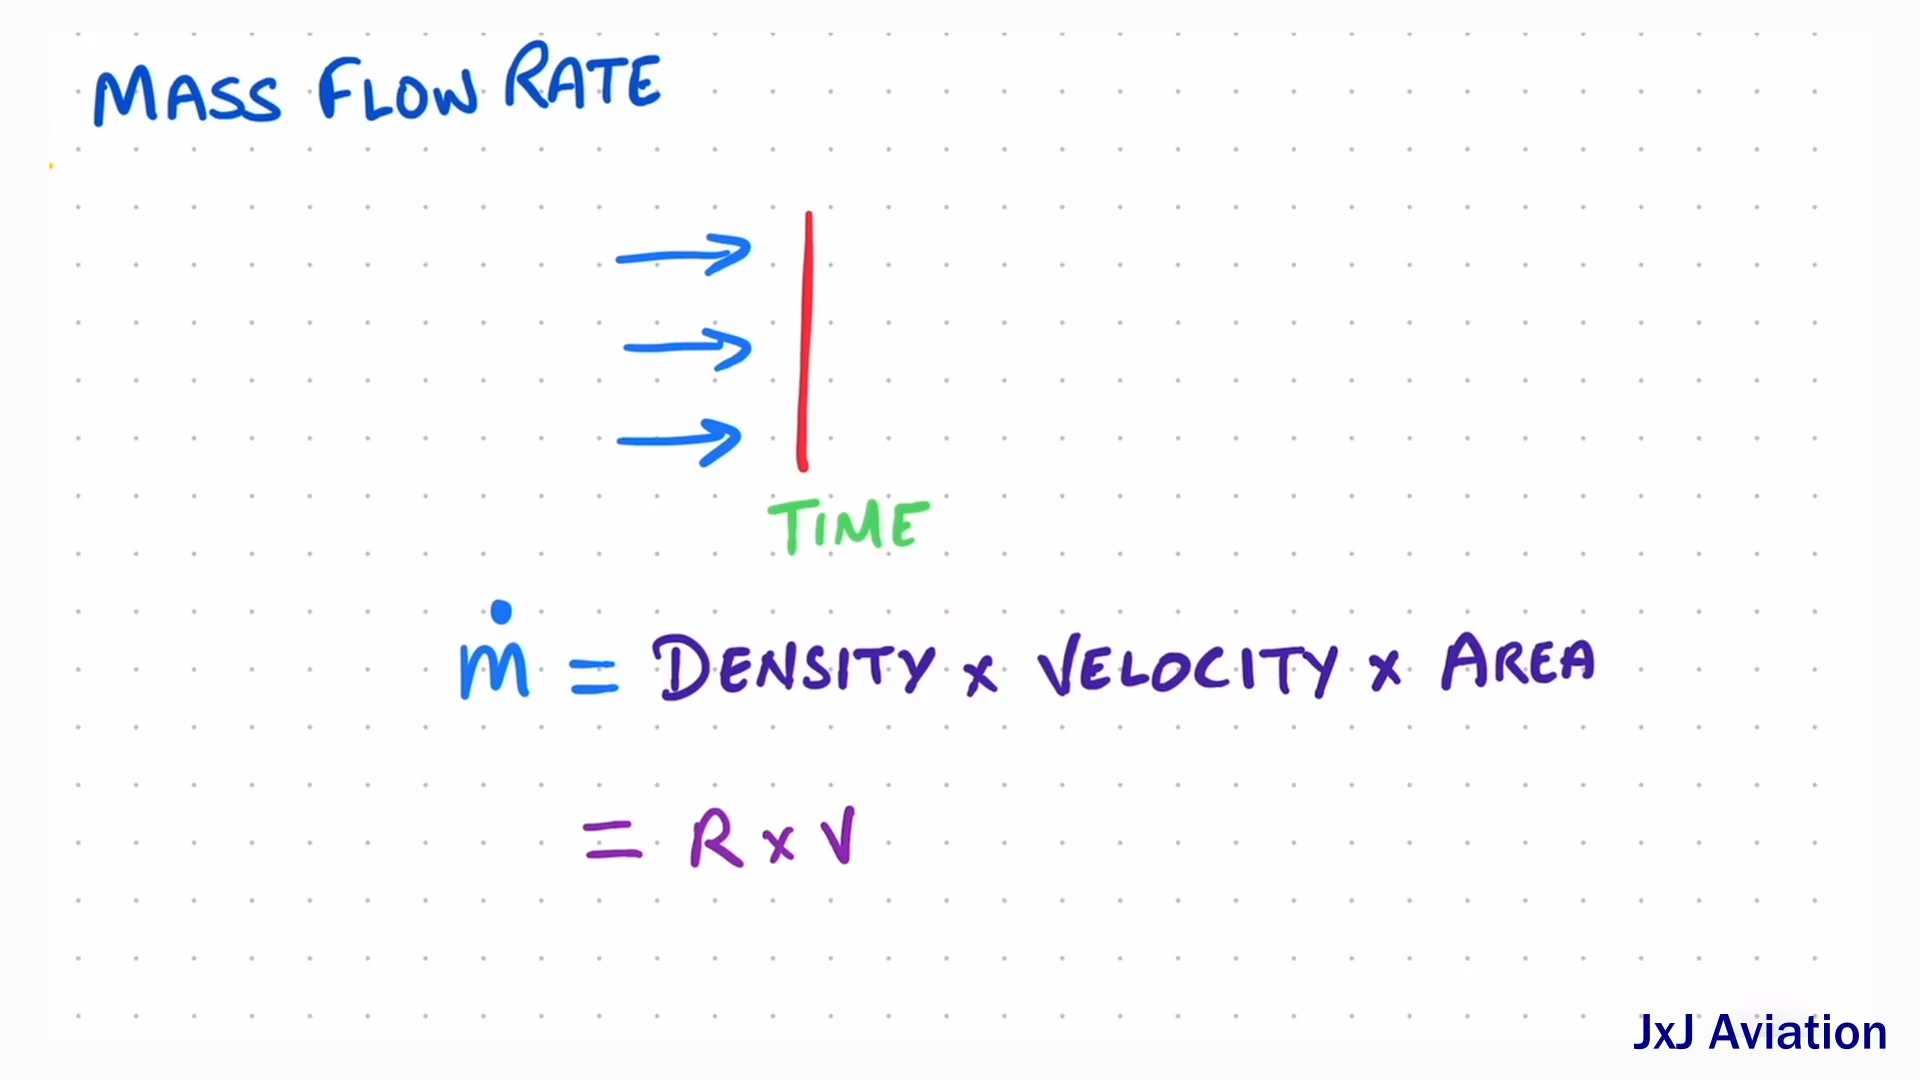 MASS FLOW RATE
TIME
ṁ = DENSITY x VELOCITY x AREA
= R x V
JxJ Aviation